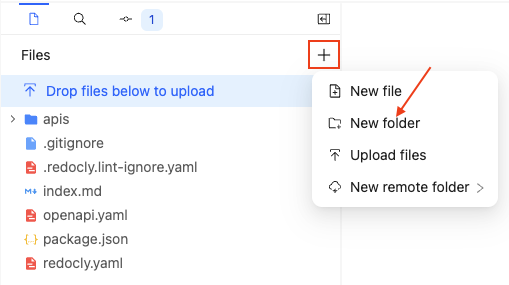 1
Files
Drop files below to upload
New file
New folder
Upload files
New remote folder
apis
.gitignore
.redocly.lint-ignore.yaml
index.md
openapi.yaml
package.json
redocly.yaml